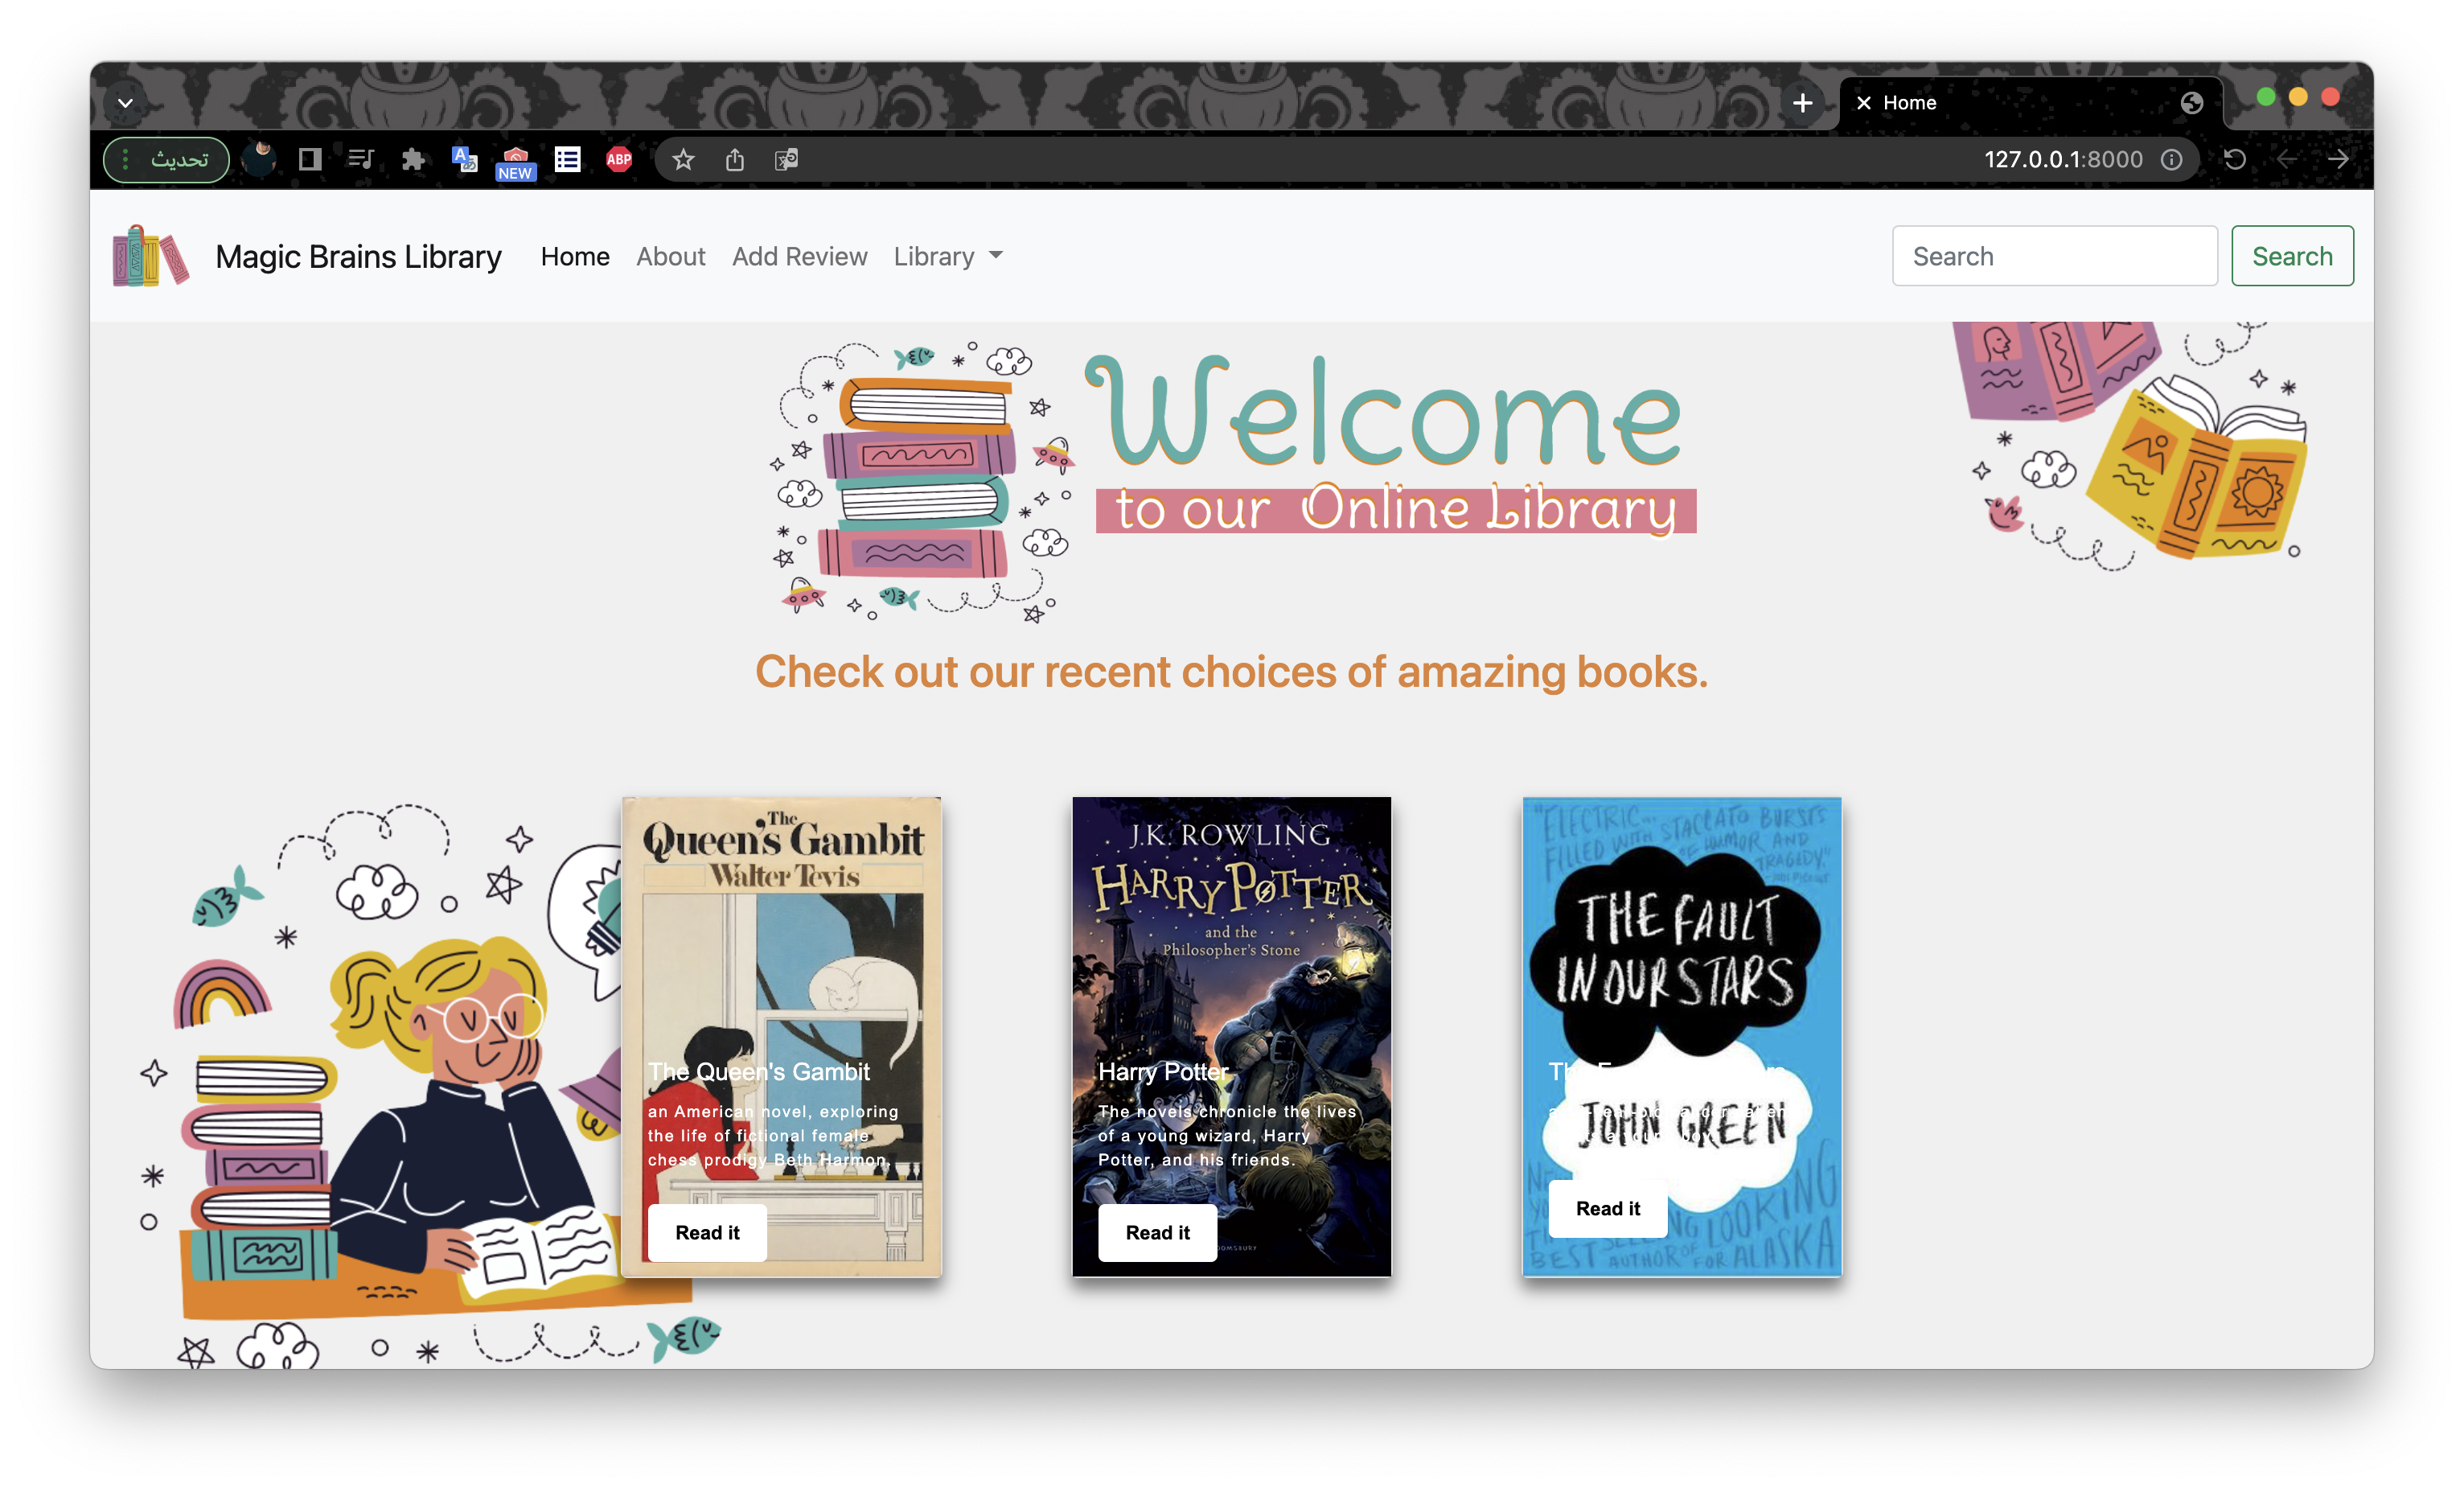 Home
تحديث
NEW
ABP
127.0.0.1:8000
Magic Brains Library
Home
About
Add Review
Library
Search
Search
Welcome
to our Online Library
Check out our recent choices of amazing books.
The
Queen's Gambit
Walter Tevis
The Queen's Gambit
an American novel, exploring
the life of fictional female
chess prodigy Beth Harmon.
Read it
J.K. ROWLING
HARRY POTTER
and the
Philosopher's Stone
Harry Potter
The novels chronicle the lives
of a young wizard, Harry
Potter, and his friends.
Read it
"ELECTRIC...
FILLED WITH STACCATO BURSTS
OF HUMOR AND
TRAGEDY."
THE FAULT
IN OUR STARS
JOHN GREEN
Read it
LOOKING
BEST AUTHOR OF FOR ALASKA